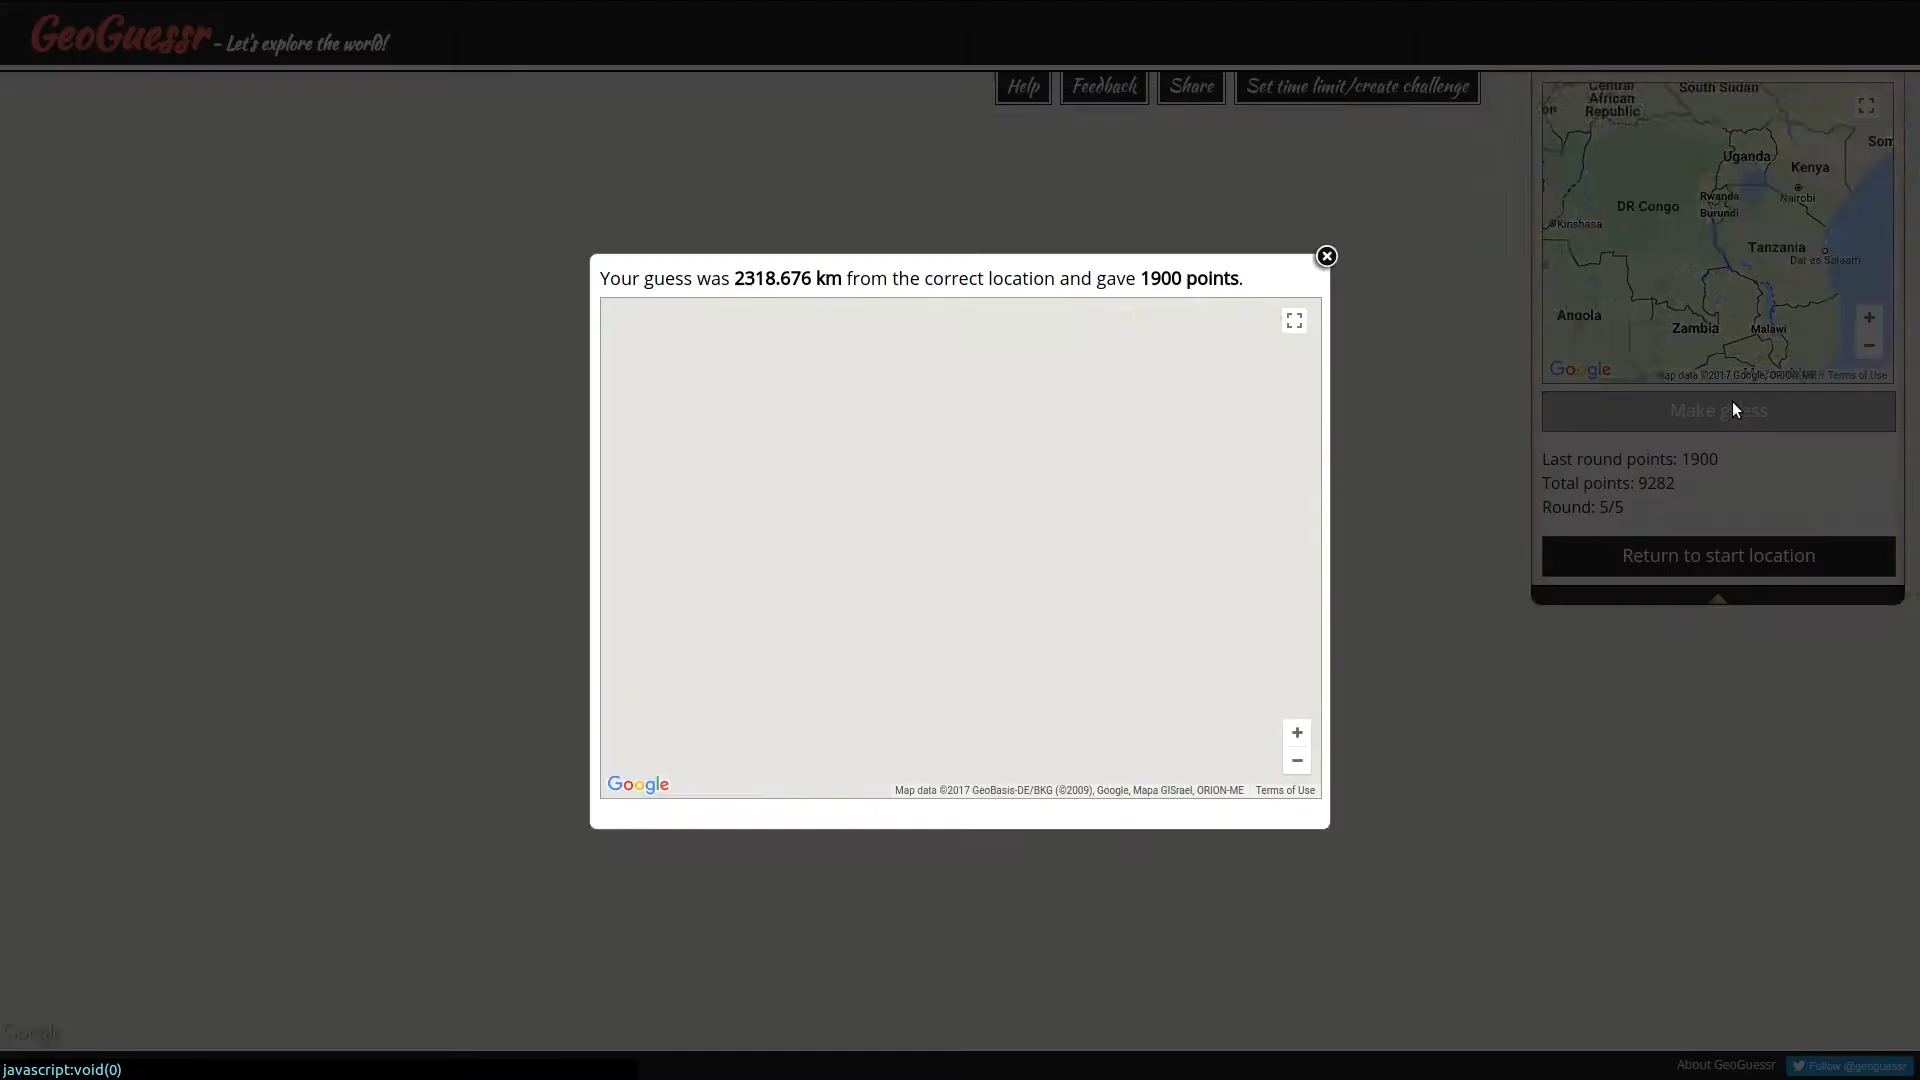 GeoGuessr - Let's explore the world!
Help
Feedback
Share
Set time limit/create challenge
Central
African
Republic
South Sudan
Uganda
Kenya
Nairobi
DR Congo
Rwanda
Burundi
Kinshasa
Tanzania
Dar es Salaam
Angola
Zambia
Malawi
Google
Terms of Use
Make guess
Last round points: 1900
Total points: 9282
Round: 5/5
Return to start location
Your guess was 2318.676 km from the correct location and gave 1900 points.
Google
Map data ©2017 GeoBasis-DE/BKG (©2009), Google, Mapa GISrael, ORION-ME
Terms of Use
Google
javascript:void(0)
About GeoGuessr
Follow @geoguessr